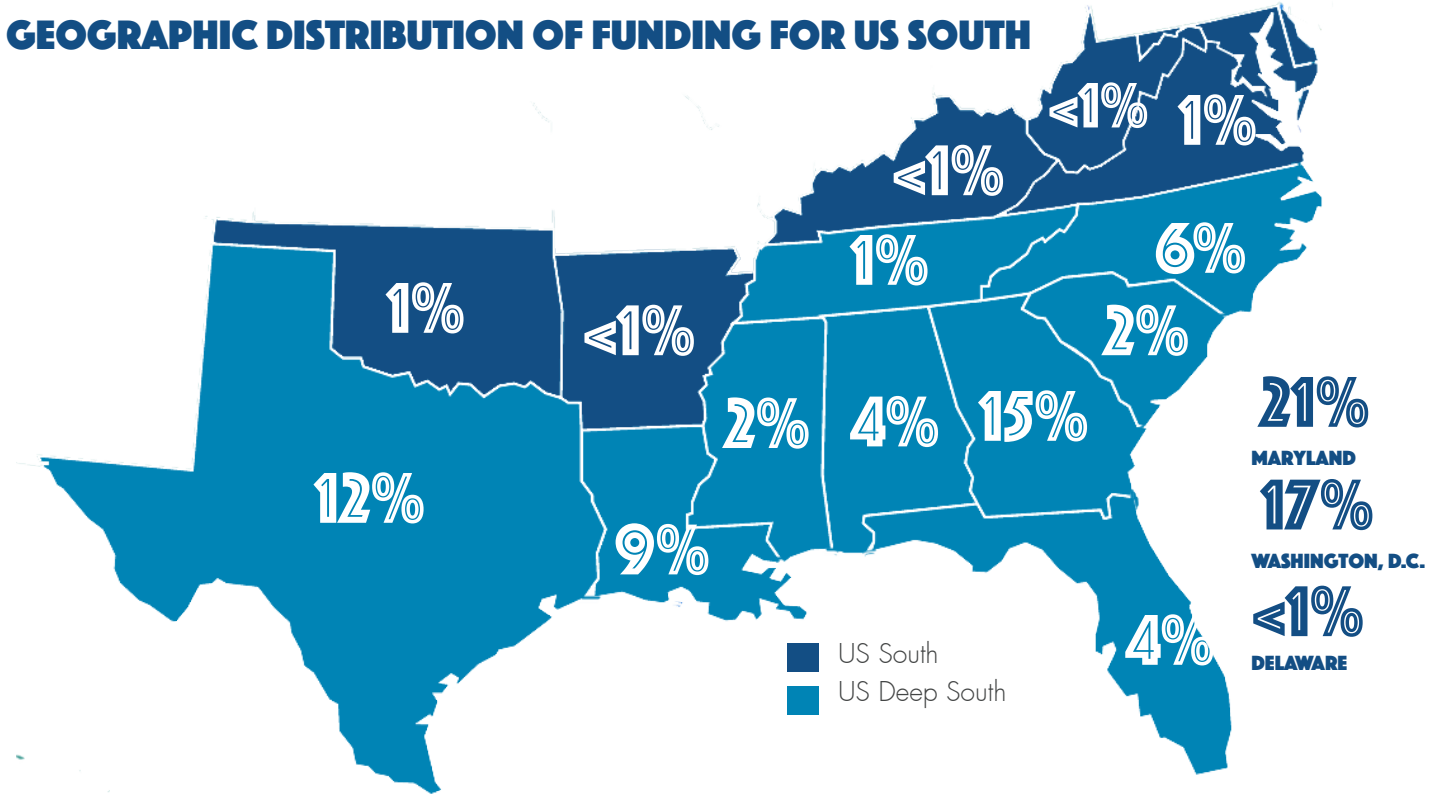 GEOGRAPHIC DISTRIBUTION OF FUNDING FOR US SOUTH
<1%
1%
<1%
1%
6%
1%
<1%
2%
2%
4%
15%
12%
9%
4%
21%
MARYLAND
17%
WASHINGTON, D.C.
<1%
DELAWARE
US South
US Deep South